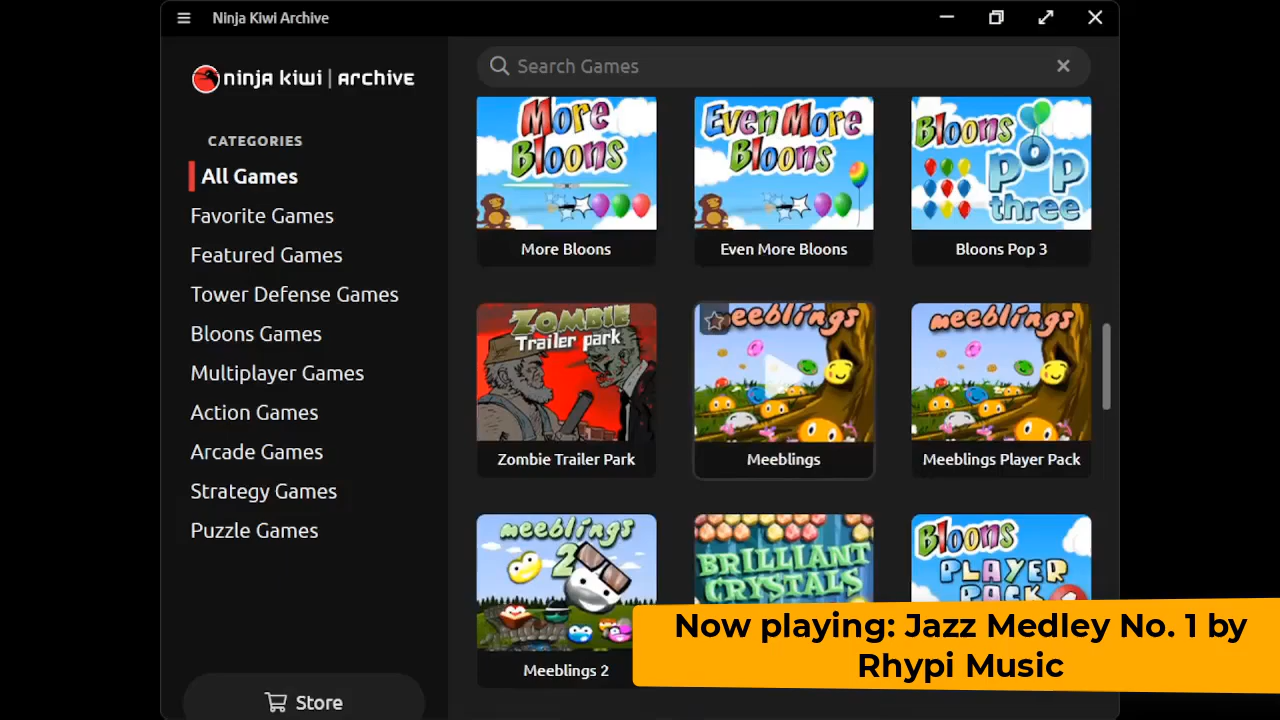 Ninja Kiwi Archive
ninja kiwi | ARCHIVE
Search Games
CATEGORIES
All Games
Favorite Games
Featured Games
Tower Defense Games
Bloons Games
Multiplayer Games
Action Games
Arcade Games
Strategy Games
Puzzle Games
Store
More Bloons
Even More Bloons
Bloons Pop three
More Bloons
Even More Bloons
Bloons Pop 3
ZOMBIE Trailer park
meeblings
meeblings
Zombie Trailer Park
Meeblings
Meeblings Player Pack
meeblings 2
BRILLIANT CRYSTALS
Bloons PLAYER PACK
Meeblings 2
Now playing: Jazz Medley No. 1 by
Rhypi Music